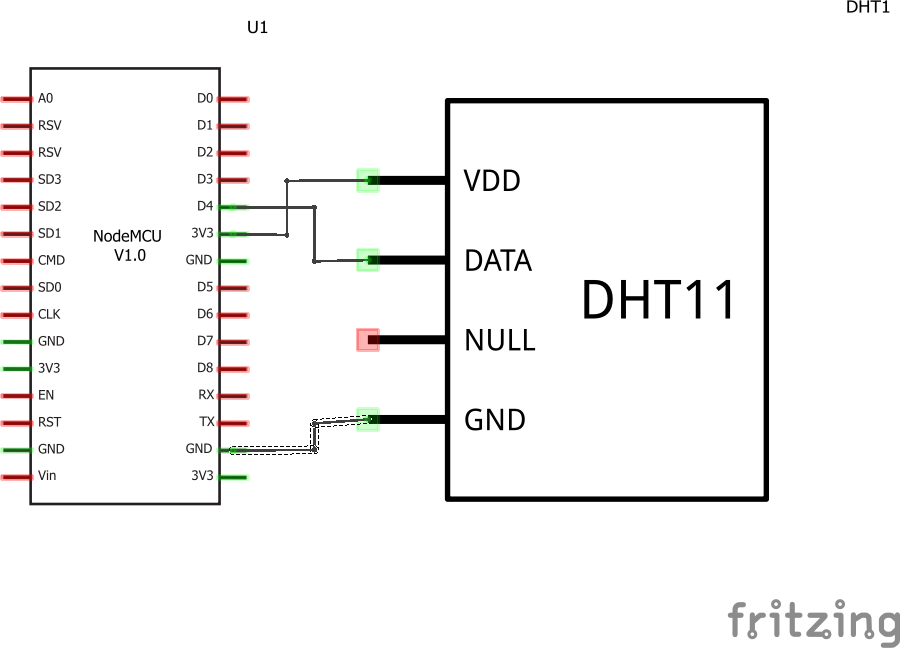 DHT1
U1
A0
RSV
RSV
SD3
SD2
SD1
CMD
SD0
CLK
GND
3V3
EN
RST
GND
Vin
NodeMCU
V1.0
D0
D1
D2
D3
D4
3V3
GND
D5
D6
D7
D8
RX
TX
GND
3V3
VDD
DATA
NULL
GND
DHT11
fritzing